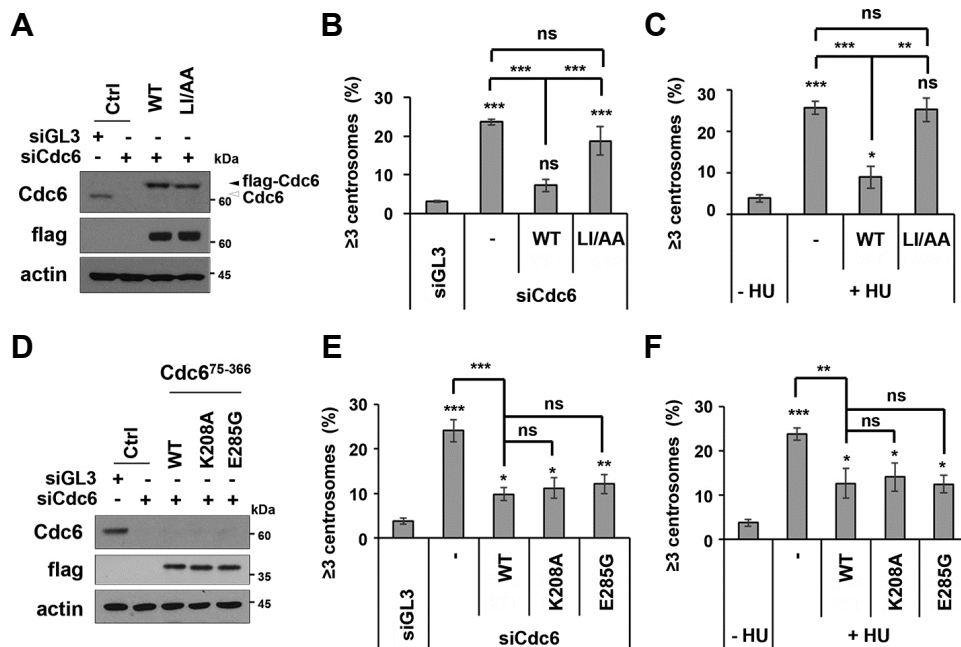 A
Ctrl
WT
LI/AA
siGL3 + - - -
siCdc6 - + + +
kDa
Cdc6
flag-Cdc6
Cdc6
60
flag
60
actin
45
B
ns
*** ***
≥3 centrosomes (%)
30
20
10
0
***
ns
***
- WT LI/AA
siGL3
siCdc6
C
ns
*** **
≥3 centrosomes (%)
30
20
10
0
***
*
ns
- WT LI/AA
- HU + HU
D
Cdc6⁷⁵⁻³⁶⁶
Ctrl
WT
K208A
E285G
siGL3 + - - - -
siCdc6 - + + + +
kDa
Cdc6
60
flag
35
actin
45
E
***
ns
ns
≥3 centrosomes (%)
30
20
10
0
***
*
*
**
- WT K208A E285G
siGL3
siCdc6
F
**
ns
ns
≥3 centrosomes (%)
30
20
10
0
***
*
*
*
- WT K208A E285G
- HU + HU